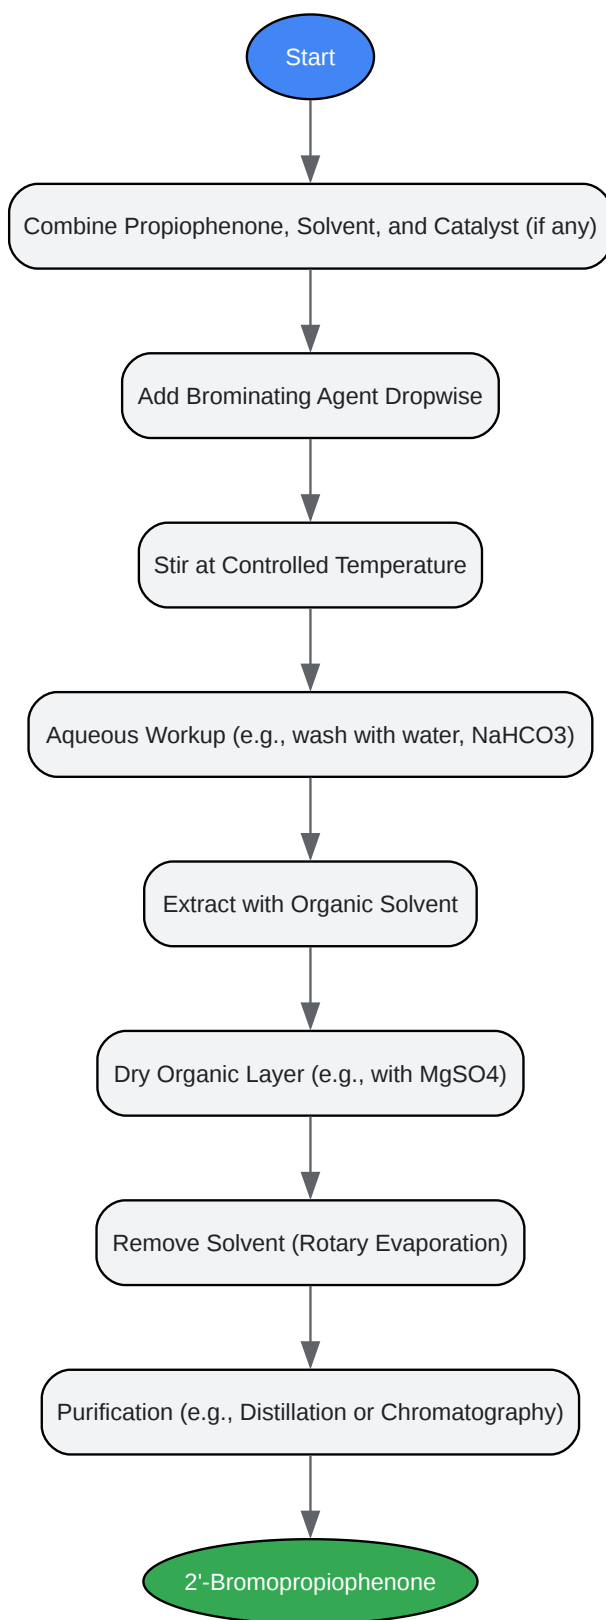 Start
Combine Propiophenone, Solvent, and Catalyst (if any)
Add Brominating Agent Dropwise
Stir at Controlled Temperature
Aqueous Workup (e.g., wash with water, NaHCO3)
Extract with Organic Solvent
Dry Organic Layer (e.g., with MgSO4)
Remove Solvent (Rotary Evaporation)
Purification (e.g., Distillation or Chromatography)
2'-Bromopropiophenone